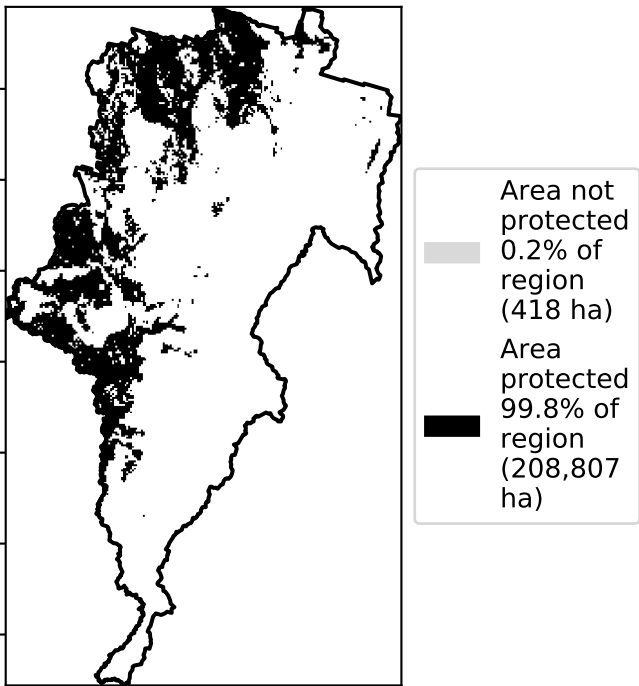 Area not
protected
0.2% of
region
(418 ha)
Area
protected
99.8% of
region
(208,807
ha)